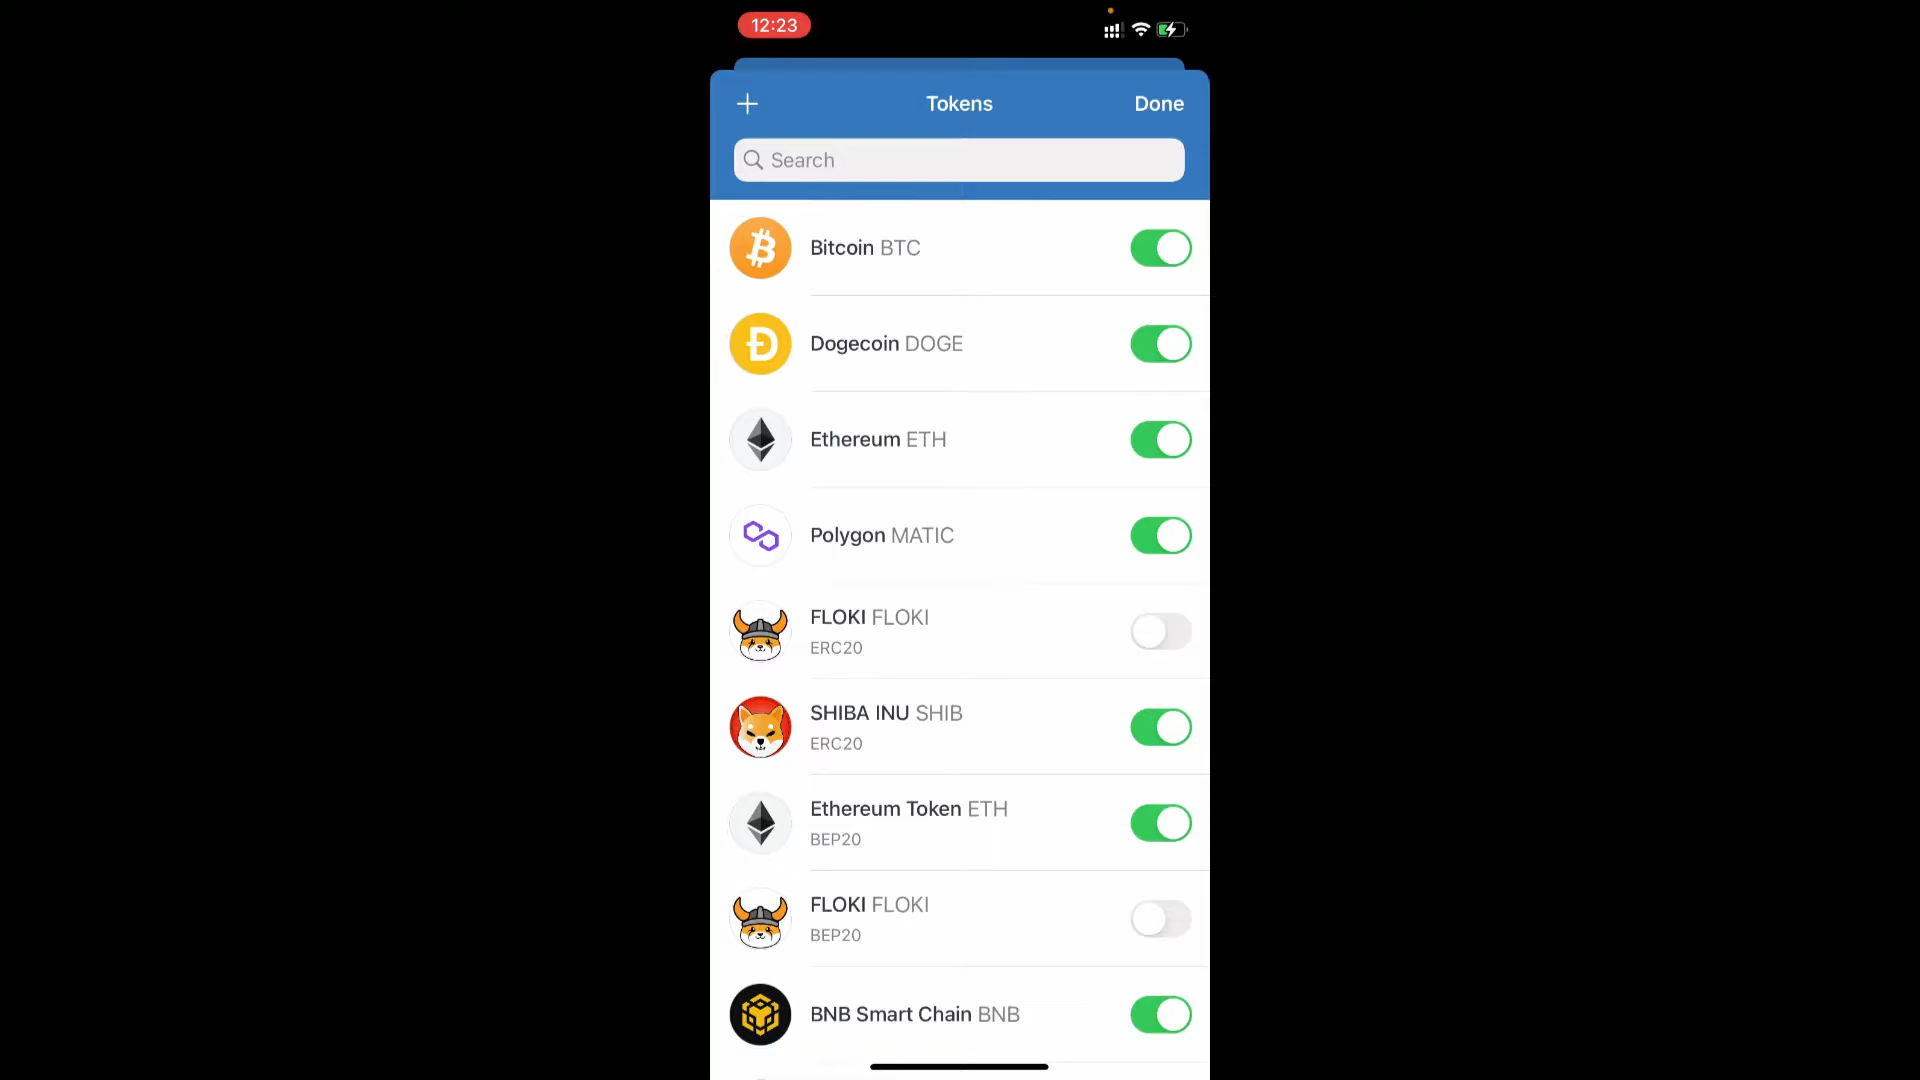 12:23
Tokens
Done
Search
Bitcoin BTC
Dogecoin DOGE
Ethereum ETH
Polygon MATIC
FLOKI FLOKI
ERC20
SHIBA INU SHIB
ERC20
Ethereum Token ETH
BEP20
FLOKI FLOKI
BEP20
BNB Smart Chain BNB